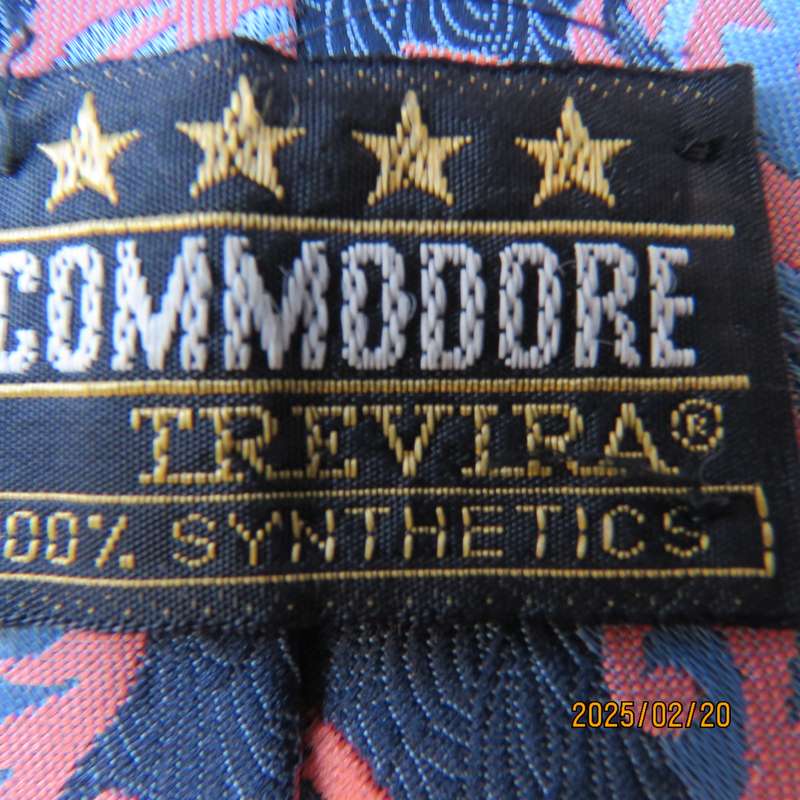 COMMODORE
TREVIRA®
00% SYNTHETICS
2025/02/20